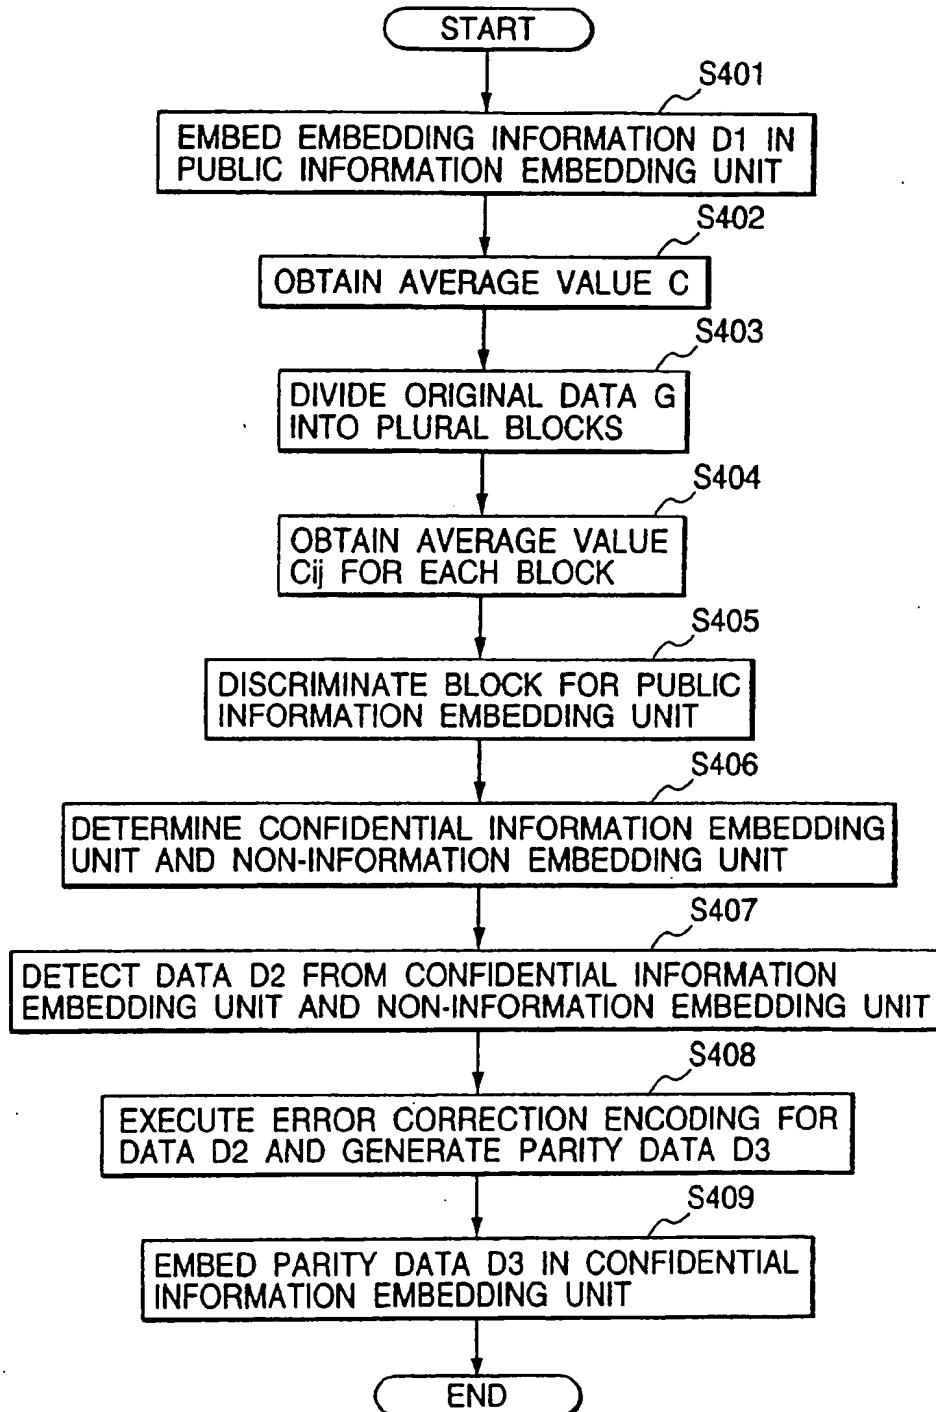 START
S401
EMBED EMBEDDING INFORMATION D1 IN
PUBLIC INFORMATION EMBEDDING UNIT
S402
OBTAIN AVERAGE VALUE C
S403
DIVIDE ORIGINAL DATA G
INTO PLURAL BLOCKS
S404
OBTAIN AVERAGE VALUE
Cij FOR EACH BLOCK
S405
DISCRIMINATE BLOCK FOR PUBLIC
INFORMATION EMBEDDING UNIT
S406
DETERMINE CONFIDENTIAL INFORMATION EMBEDDING
UNIT AND NON-INFORMATION EMBEDDING UNIT
S407
DETECT DATA D2 FROM CONFIDENTIAL INFORMATION
EMBEDDING UNIT AND NON-INFORMATION EMBEDDING UNIT
S408
EXECUTE ERROR CORRECTION ENCODING FOR
DATA D2 AND GENERATE PARITY DATA D3
S409
EMBED PARITY DATA D3 IN CONFIDENTIAL
INFORMATION EMBEDDING UNIT
END